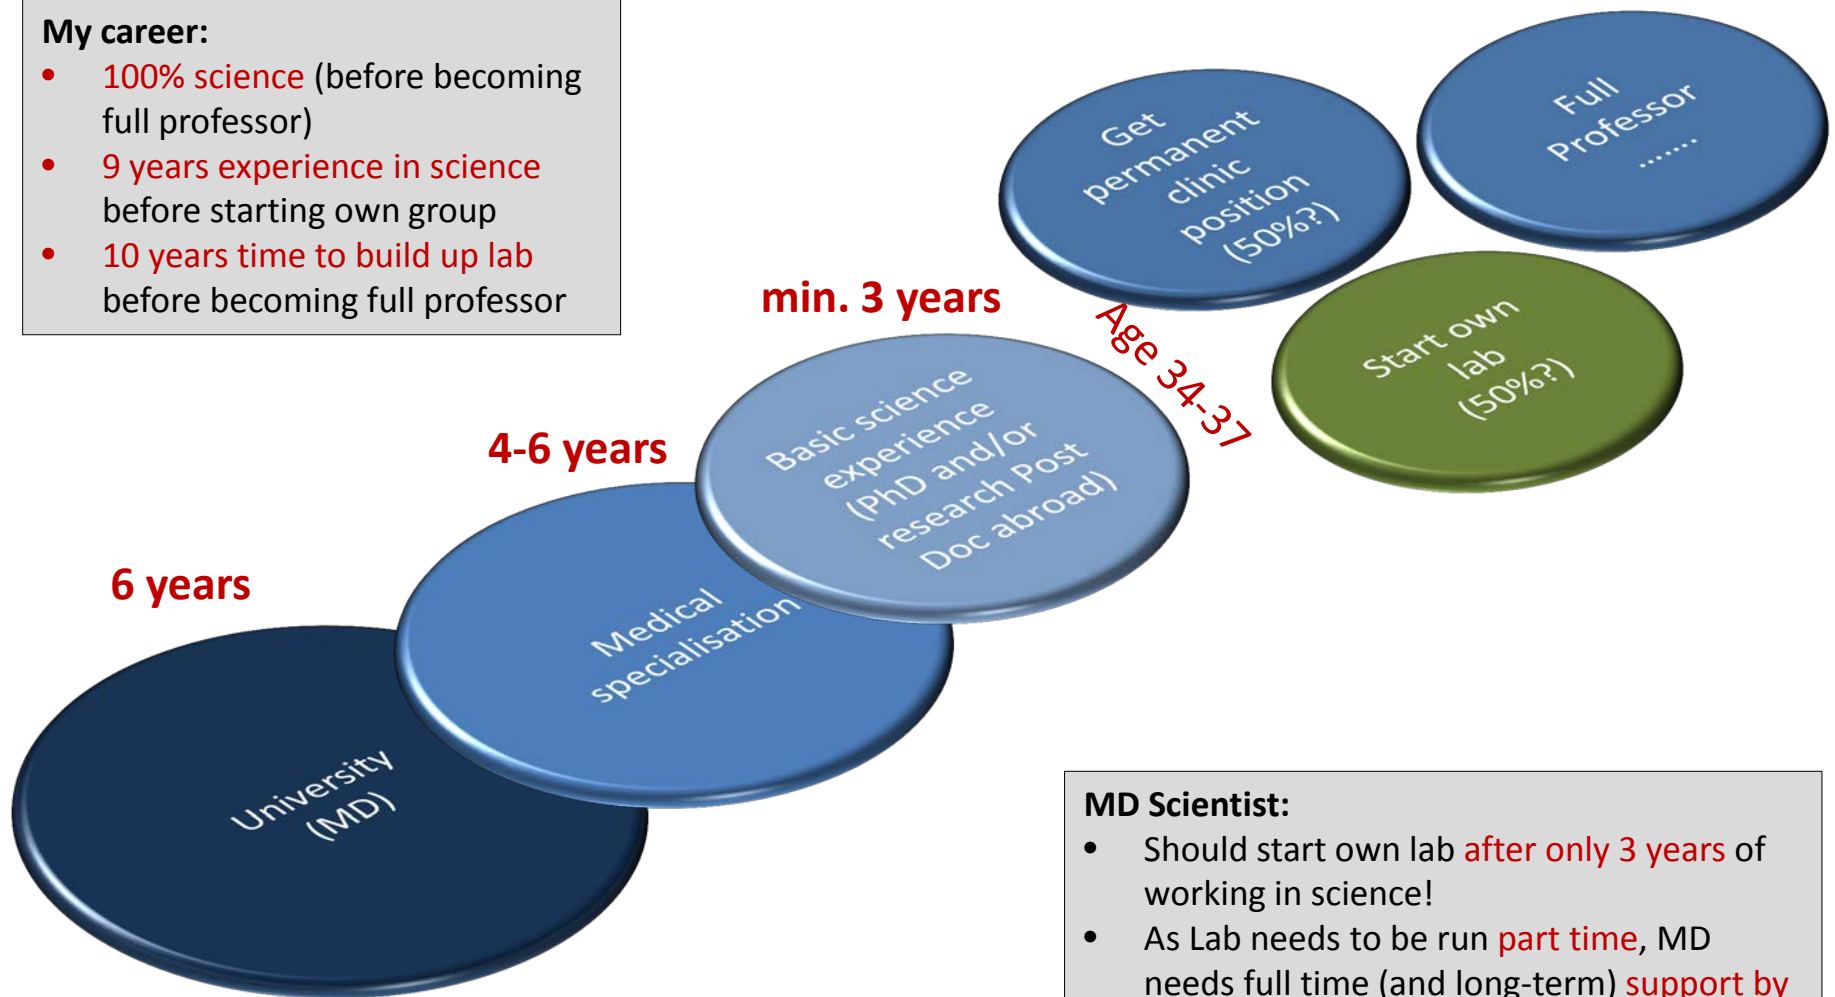 My career:
• 100% science (before becoming
full professor)
• 9 years experience in science
before starting own group
• 10 years time to build up lab
before becoming full professor
6 years
University
(MD)
4-6 years
Medical
specialisation
min. 3 years
Basic science
experience
(PhD and/or
research Post
Doc abroad)
Age 34-37
Get
permanent
clinic
position
(50%?)
Start own
lab
(50%?)
Full
Professor
.......
MD Scientist:
• Should start own lab after only 3 years of
working in science!
• As Lab needs to be run part time, MD
needs full time (and long-term) support by